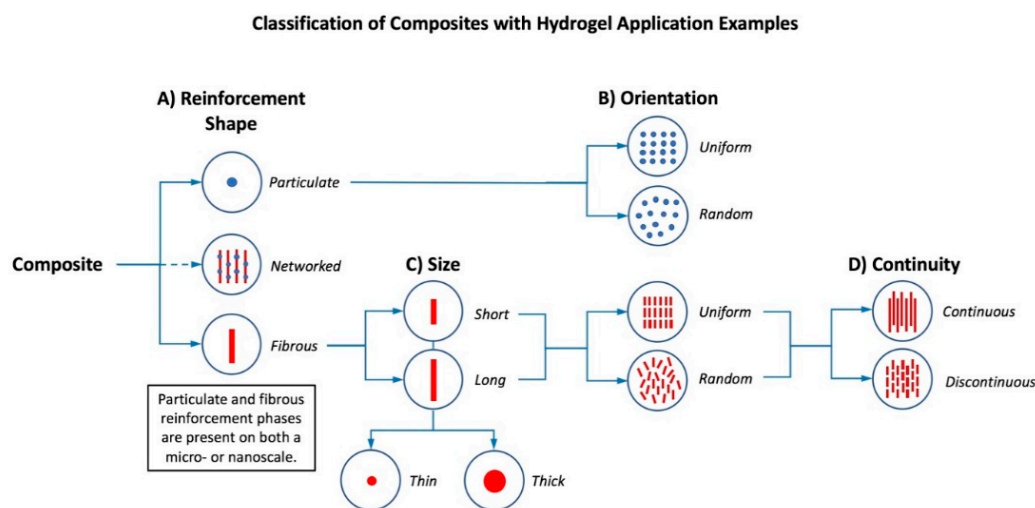 Classification of Composites with Hydrogel Application Examples
A) Reinforcement
Shape
B) Orientation
Particulate
Uniform
Random
Composite
Networked
C) Size
D) Continuity
Fibrous
Short
Long
Uniform
Random
Continuous
Discontinuous
Particulate and fibrous
reinforcement phases
are present on both a
micro- or nanoscale.
Thin
Thick